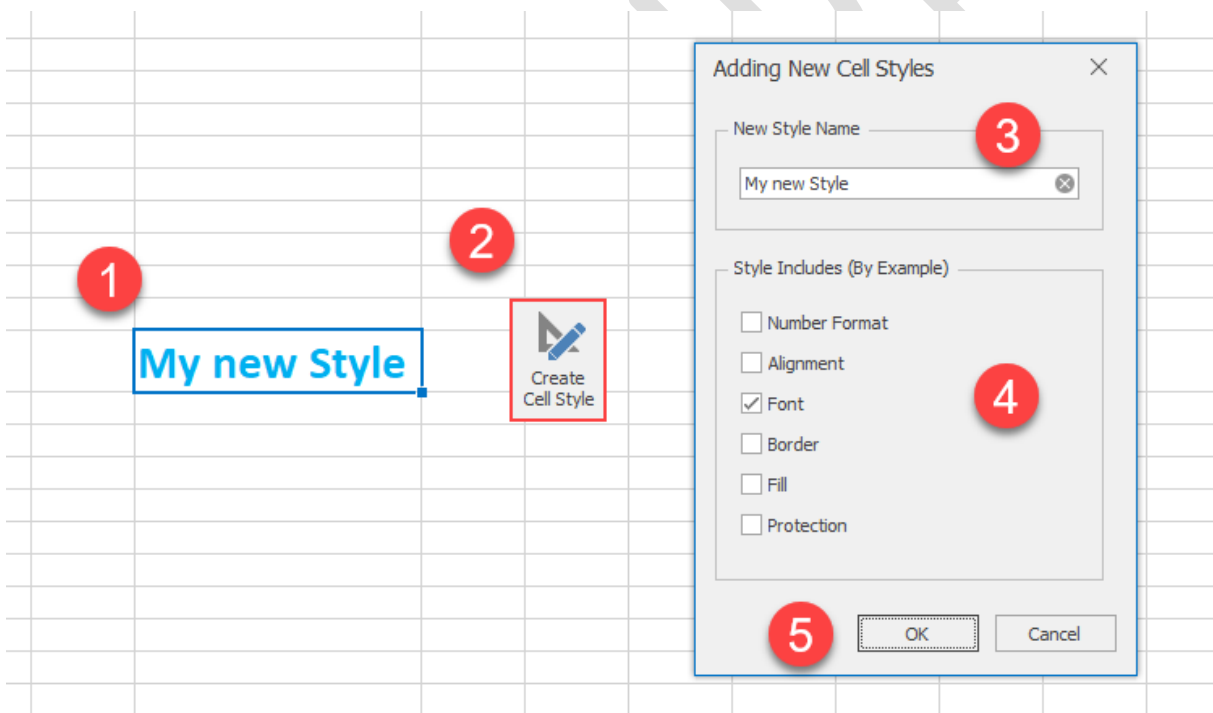 Adding New Cell Styles
New Style Name
3
My new Style
2
1
Style Includes (By Example)
Number Format
My new Style
Alignment
Create
Cell Style
Font
4
Border
Fill
Protection
5
OK
Cancel